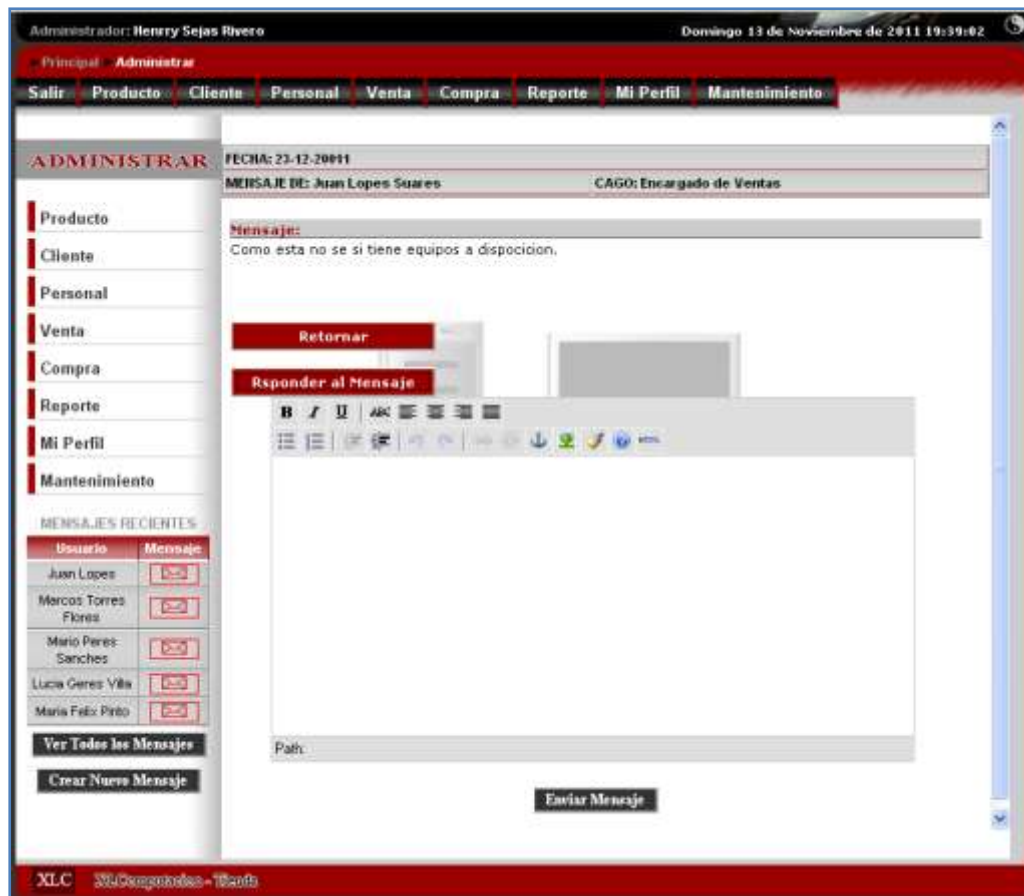 Administrador: Henrry Sejas Rivero
Domingo 13 de Noviembre de 2011 19:39:02
Principal Administrar
Salir Producto Cliente Personal Venta Compra Reporte Mi Perfil Mantenimiento
ADMINISTRAR
Producto
Cliente
Personal
Venta
Compra
Reporte
Mi Perfil
Mantenimiento
MENSAJES RECIENTES
Usuario Mensaje
Juan Lopes
Marcos Torres
Flores
Mario Peres
Sanches
Lucia Geres Villa
Maria Felix Pinto
Ver Todos los Mensajes
Crear Nuevo Mensaje
FECHA: 23-12-20011
MENSAJE DE: Juan Lopes Suares CAGO: Encargado de Ventas
Mensaje:
Como esta no se si tiene equipos a dispocicion.
Retornar
Rsponder al Mensaje
B I U ABC
HTML
Path:
Enviar Mensaje
XLC XLComputacion - Tienda